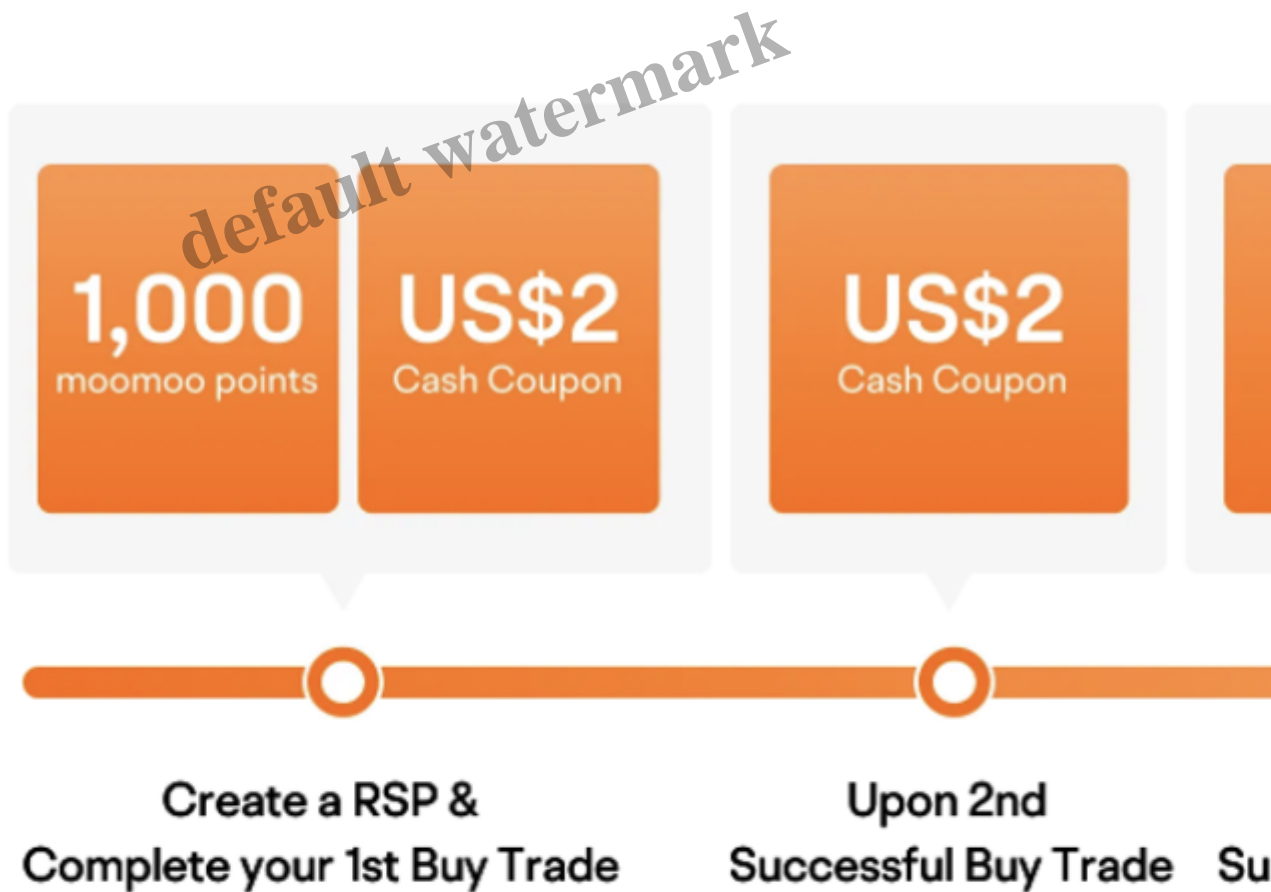 default watermark
1,000
moomoo points
US$2
Cash Coupon
US$2
Cash Coupon
Create a RSP &
Complete your 1st Buy Trade
Upon 2nd
Successful Buy Trade
Su